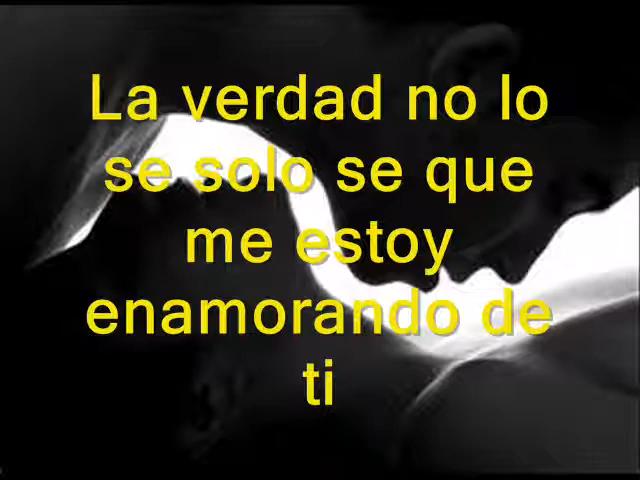 La verdad no lo
se solo se que
me estoy
enamorando de
ti